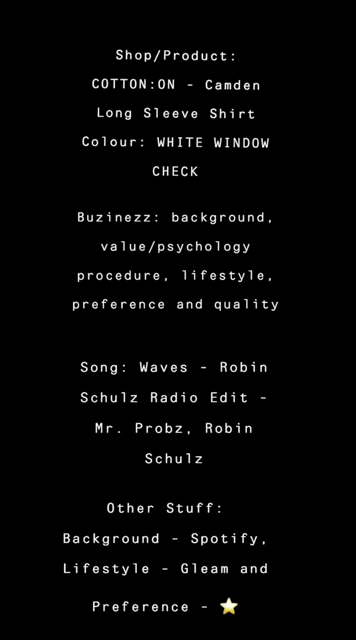 Shop/Product:
COTTON:ON - Camden
Long Sleeve Shirt
Colour: WHITE WINDOW
CHECK
Buzinezz: background,
value/psychology
procedure, lifestyle,
preference and quality
Song: Waves - Robin
Schulz Radio Edit -
Mr. Probz, Robin
Schulz
Other Stuff:
Background - Spotify,
Lifestyle - Gleam and
Preference - ⭐